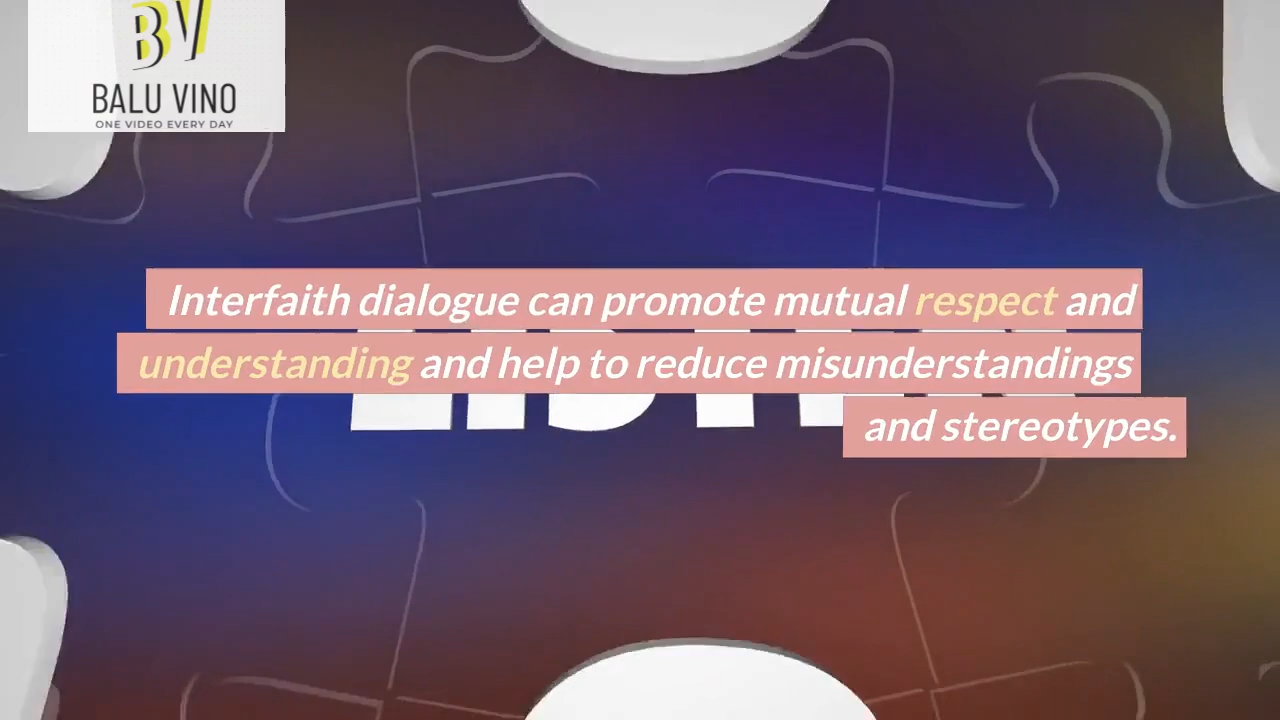 BV
BALU VINO
ONE VIDEO EVERY DAY
Interfaith dialogue can promote mutual respect and
understanding and help to reduce misunderstandings
and stereotypes.